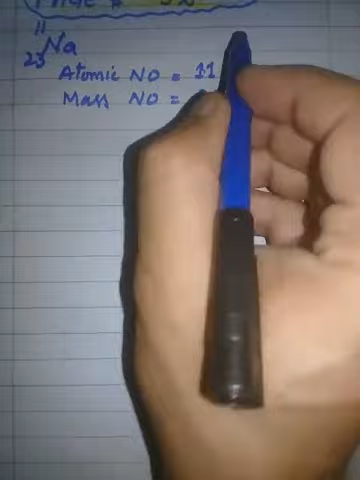 11
Na
23
Atomic NO = 11
Mass NO =